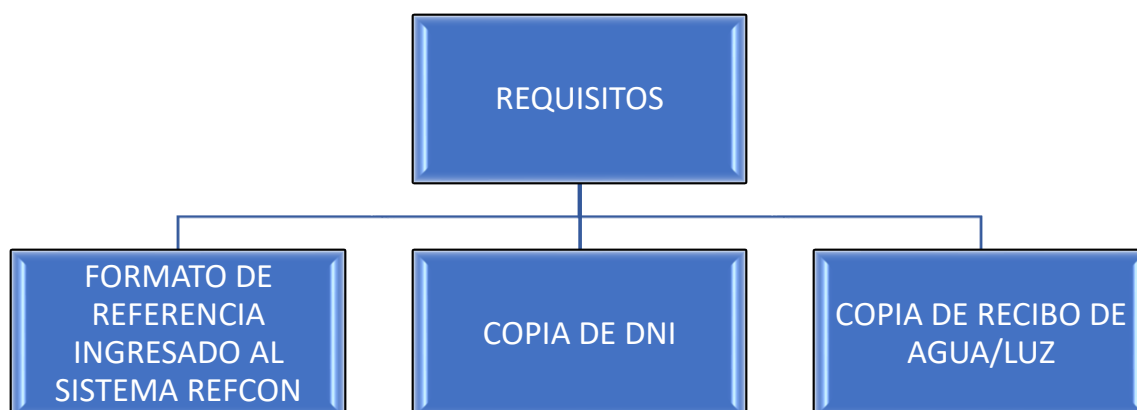 REQUISITOS
FORMATO DE
REFERENCIA
INGRESADO AL
SISTEMA REFCON
COPIA DE DNI
COPIA DE RECIBO DE
AGUA/LUZ